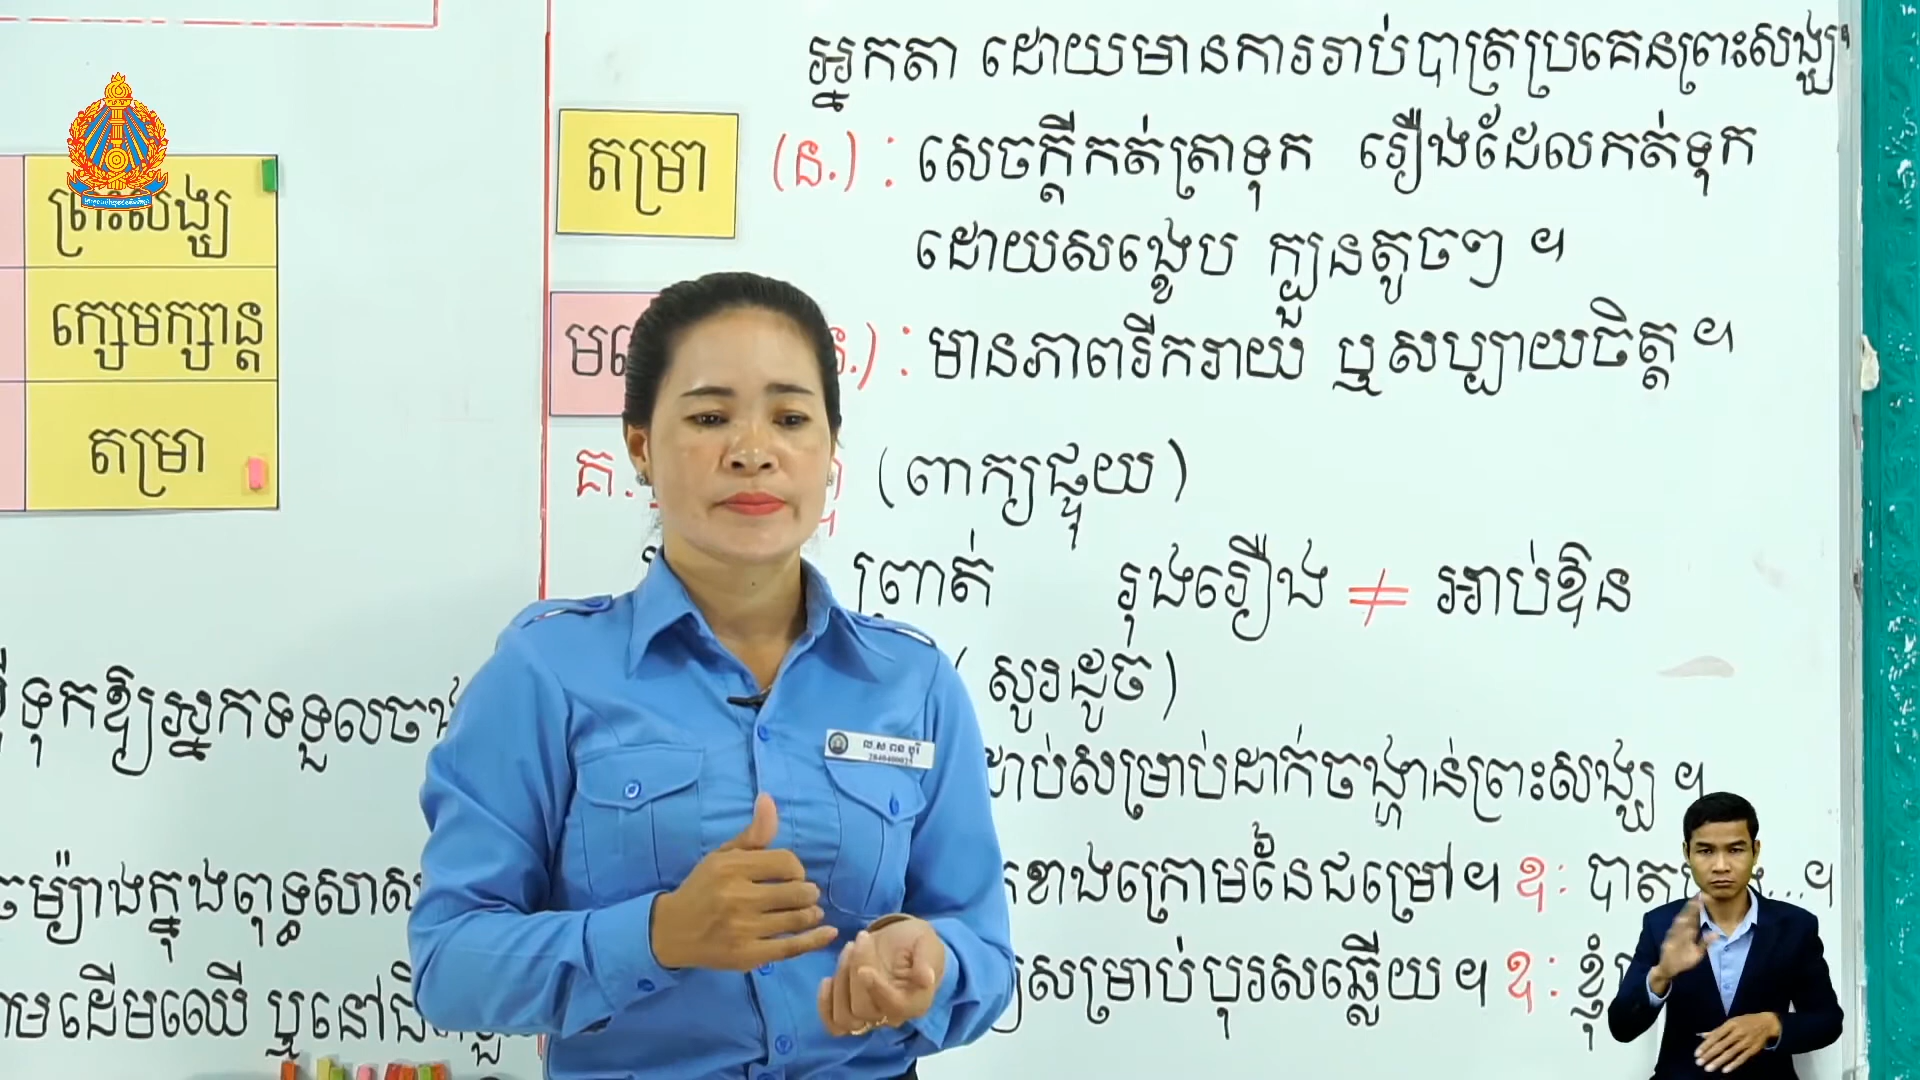 ព្រះសង្ឃ
ក្សេមក្សាន្ត
តម្រា
ទុកឱ្យអ្នកទទួលចង់
ចម៉្យាងក្នុងពុទ្ធសាស
ដើមឈើ ឬនៅជិត
អ្នកតា ដោយមានការរាប់បាត្រប្រគេនព្រះសង្ឃ។
តម្រា (ន.) : សេចក្តីកត់ត្រាទុក រឿងដែលកត់ទុក
ដោយសង្ខេប ក្បួនតូចៗ ។
: មានភាពរីករាយ ឬសប្បាយចិត្ត ។
គ. (ពាក្យផ្ទុយ)
ព្រាត់ រុងរឿង ≠ អាប់ឱន
(សូរដូច)
សម្រាប់ដាក់ចង្ហាន់ព្រះសង្ឃ ។
ខាងក្រោមនៃជម្រៅ ។ ឧ: បាត
សម្រាប់បុរសឆ្លើយ ។ ឧ: ខ្ញុំ